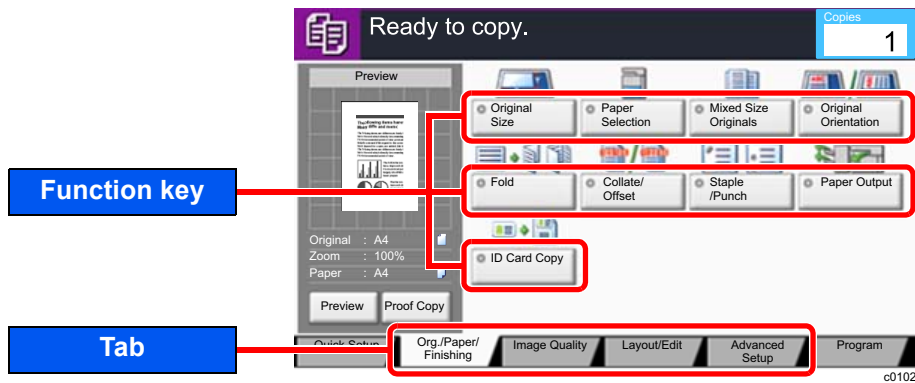 Ready to copy.
Copies
1
Preview
Original
Size
Paper
Selection
Mixed Size
Originals
Original
Orientation
Function key
Fold
Collate/
Offset
Staple
/Punch
Paper Output
Original : A4
Zoom : 100%
Paper : A4
ID Card Copy
Preview
Proof Copy
Tab
Quick Setup
Org./Paper/
Finishing
Image Quality
Layout/Edit
Advanced
Setup
Program
c0102